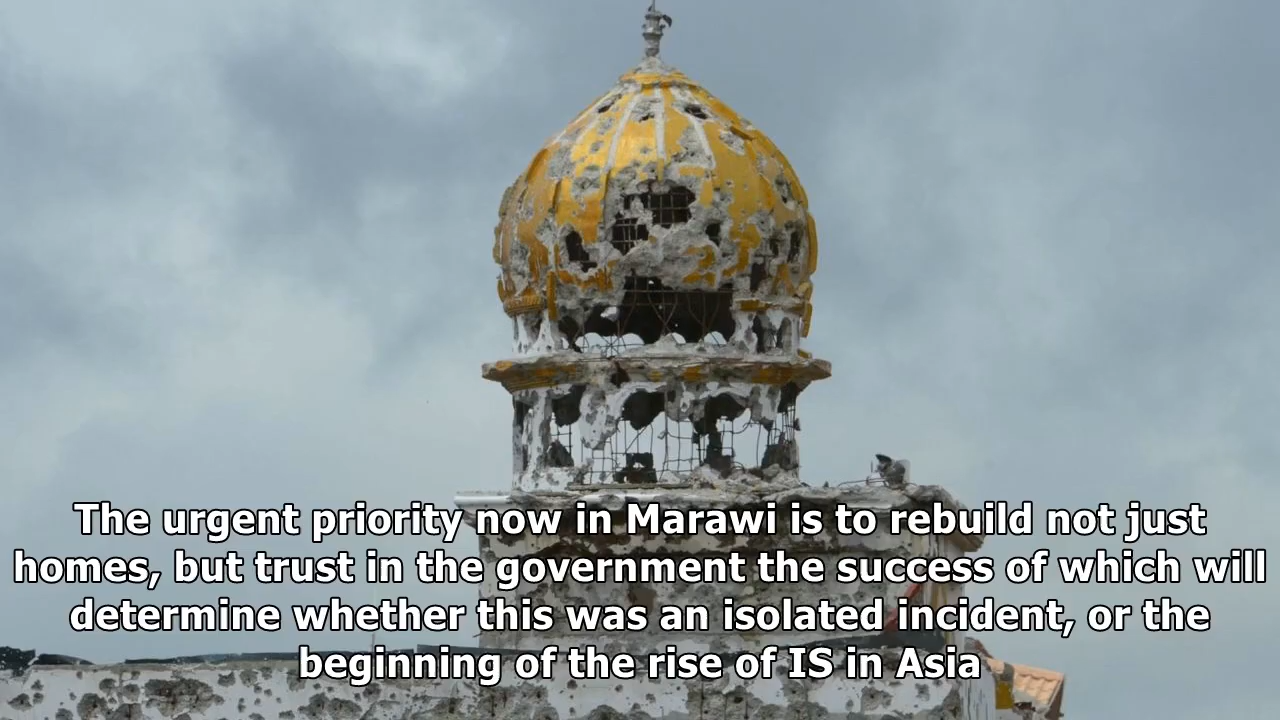 The urgent priority now in Marawi is to rebuild not just
homes, but trust in the government the success of which will
determine whether this was an isolated incident, or the
beginning of the rise of IS in Asia